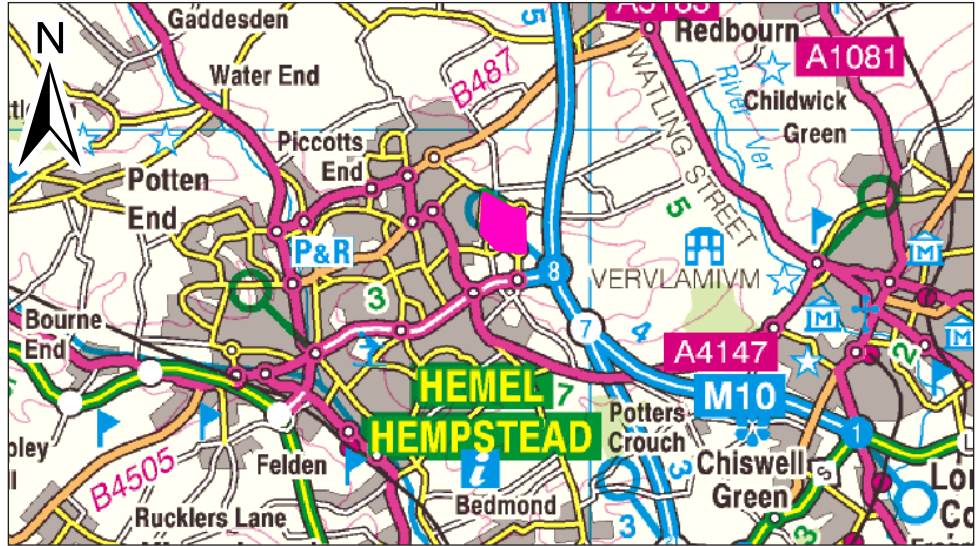 Gaddesden
5
A5183
Redbourn
A1081
N
Water End
B487
WATLING STREET
River Ver
Childwick
Green
Piccotts
End
Potten
End
5
P&R
8
VERVLAMIVM
3
Bourne
End
7
4
A4147
2
HEMEL
7
M10
HEMPSTEAD
Potters
Crouch
1
B4505
Felden
i
3
Chiswell
Green
S
Bedmond
Rucklers Lane
3
3
M
M
M